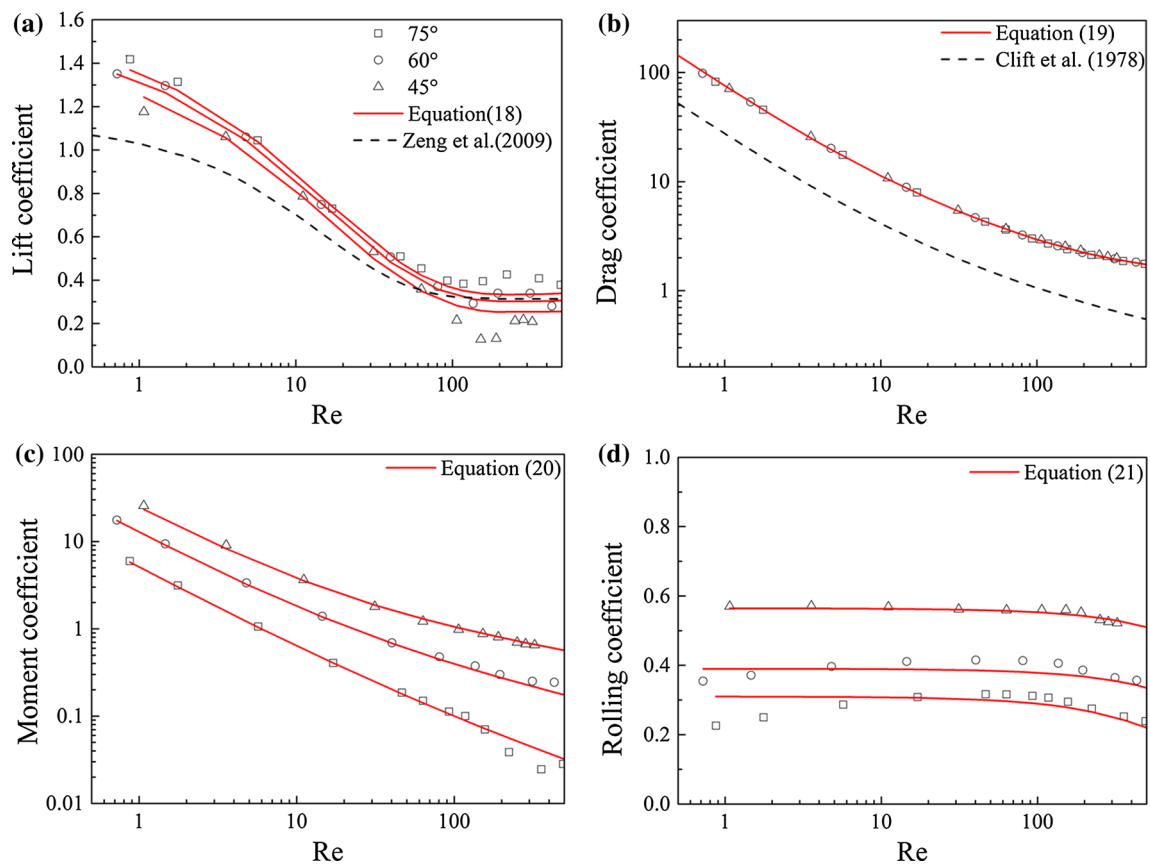 (a)
1.6
1.4
1.2
1.0
0.8
0.6
0.4
0.2
0.0
Lift coefficient
75°
60°
45°
Equation(18)
Zeng et al.(2009)
1
10
100
Re
(b)
100
10
1
Drag coefficient
Equation (19)
Clift et al. (1978)
1
10
100
Re
(c)
100
10
1
0.1
0.01
Moment coefficient
Equation (20)
1
10
100
Re
(d)
1.0
0.8
0.6
0.4
0.2
0.0
Rolling coefficient
Equation (21)
1
10
100
Re